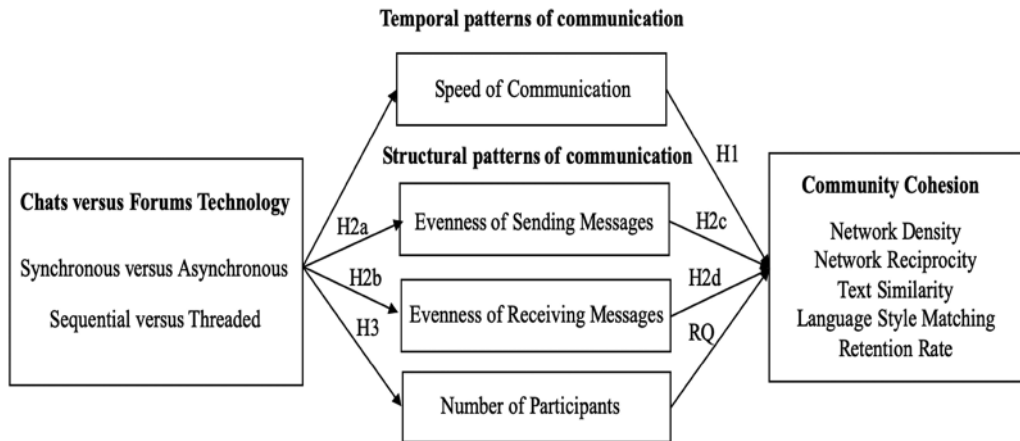 Temporal patterns of communication
Speed of Communication
H1
Structural patterns of communication
Chats versus Forums Technology
Synchronous versus Asynchronous
Sequential versus Threaded
H2a
H2b
H3
Evenness of Sending Messages
Evenness of Receiving Messages
Number of Participants
H2c
H2d
RQ
Community Cohesion
Network Density
Network Reciprocity
Text Similarity
Language Style Matching
Retention Rate